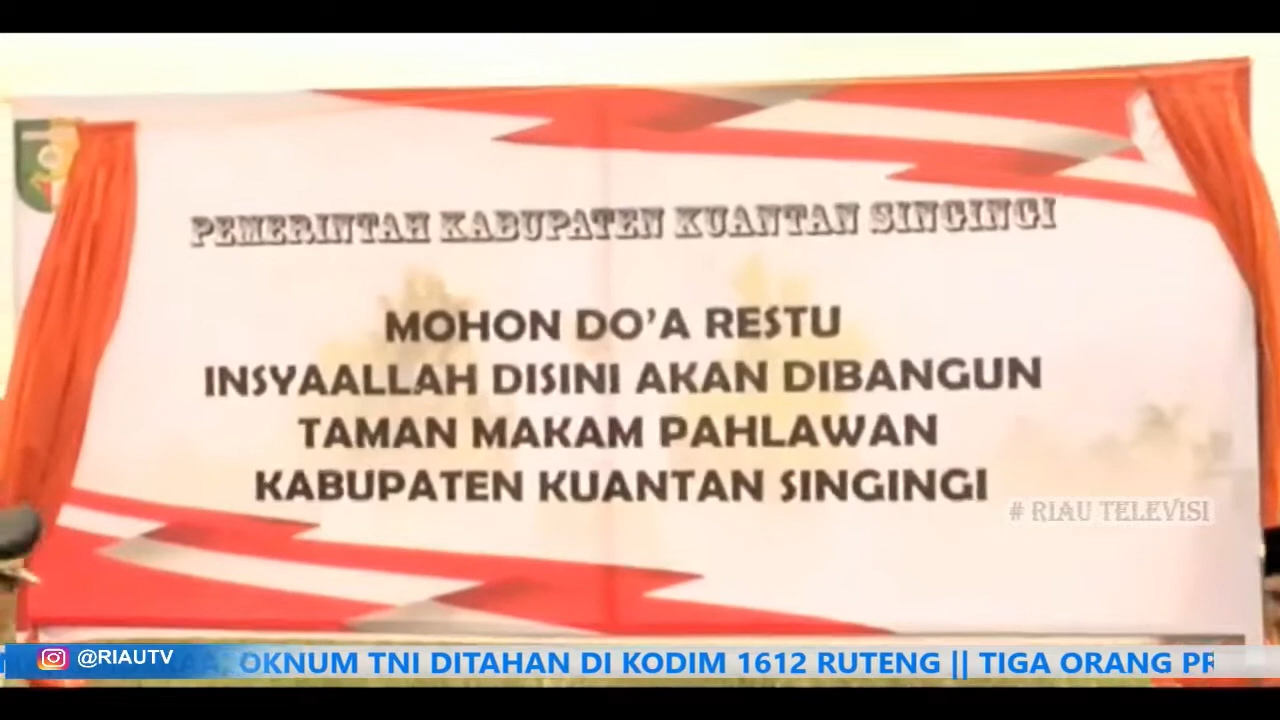 PEMERINTAH KABUPATEN KUANTAN SINGINGI
MOHON DO'A RESTU
INSYAALLAH DISINI AKAN DIBANGUN
TAMAN MAKAM PAHLAWAN
KABUPATEN KUANTAN SINGINGI
# RIAU TELEVISI
@RIAUTV
OKNUM TNI DITAHAN DI KODIM 1612 RUTENG || TIGA ORANG